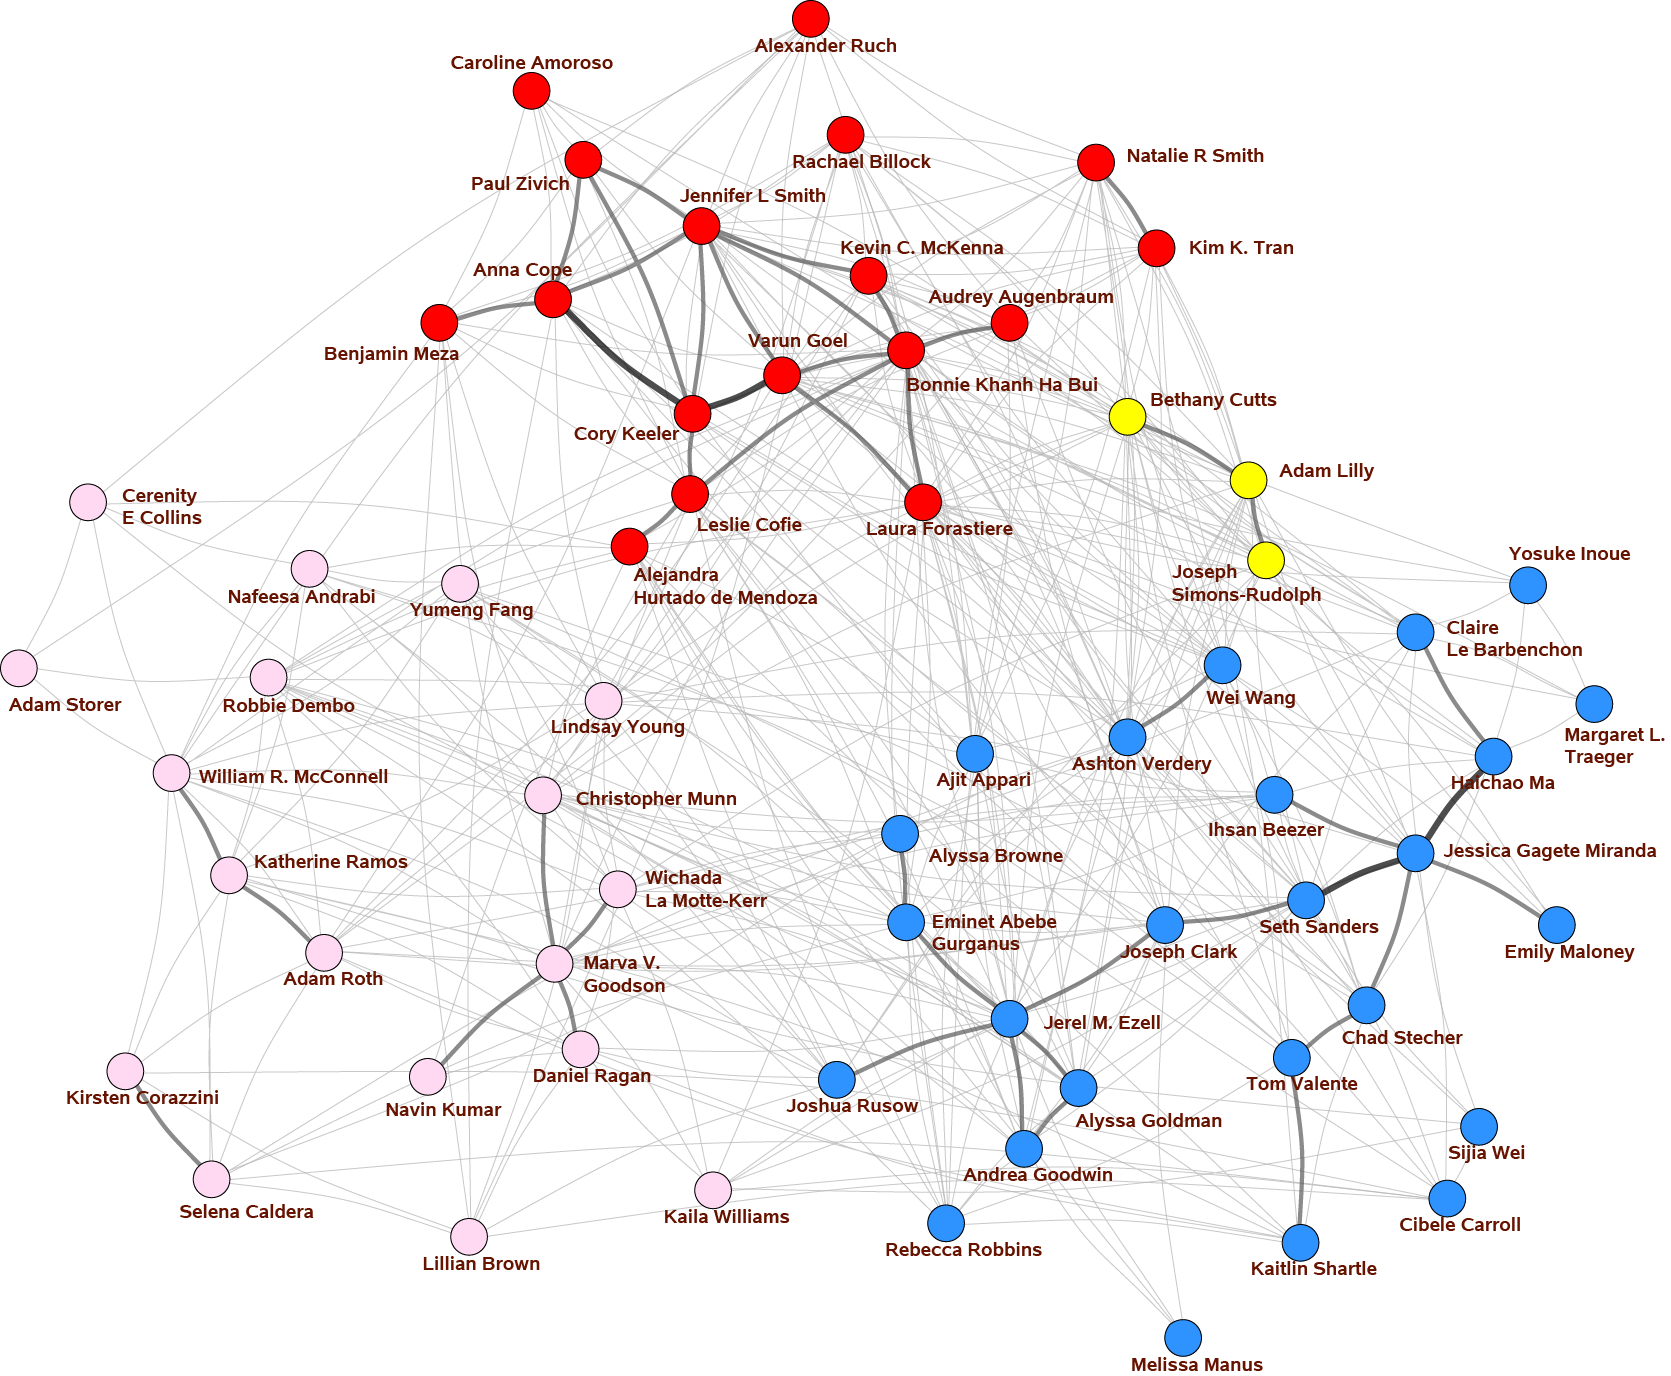 Alexander Ruch
Caroline Amoroso
Rachael Billock
Natalie R Smith
Paul Zivich
Jennifer L Smith
Kevin C. McKenna
Kim K. Tran
Anna Cope
Audrey Augenbraum
Varun Goel
Benjamin Meza
Bonnie Khanh Ha Bui
Bethany Cutts
Cory Keeler
Adam Lilly
Cerenity
E Collins
Leslie Cofie
Laura Forastiere
Yosuke Inoue
Alejandra
Hurtado de Mendoza
Joseph
Simons-Rudolph
Nafeesa Andrabi
Yumeng Fang
Claire
Le Barbenchon
Adam Storer
Robbie Dembo
Lindsay Young
Wei Wang
Margaret L.
Traeger
William R. McConnell
Ajit Appari
Ashton Verdery
Haichao Ma
Christopher Munn
Ihsan Beezer
Alyssa Browne
Jessica Gagete Miranda
Katherine Ramos
Wichada
La Motte-Kerr
Eminet Abebe
Gurganus
Joseph Clark
Seth Sanders
Emily Maloney
Adam Roth
Marva V.
Goodson
Jerel M. Ezell
Chad Stecher
Daniel Ragan
Tom Valente
Kirsten Corazzini
Navin Kumar
Joshua Rusow
Alyssa Goldman
Sijia Wei
Andrea Goodwin
Selena Caldera
Kaila Williams
Cibele Carroll
Rebecca Robbins
Lillian Brown
Kaitlin Shartle
Melissa Manus